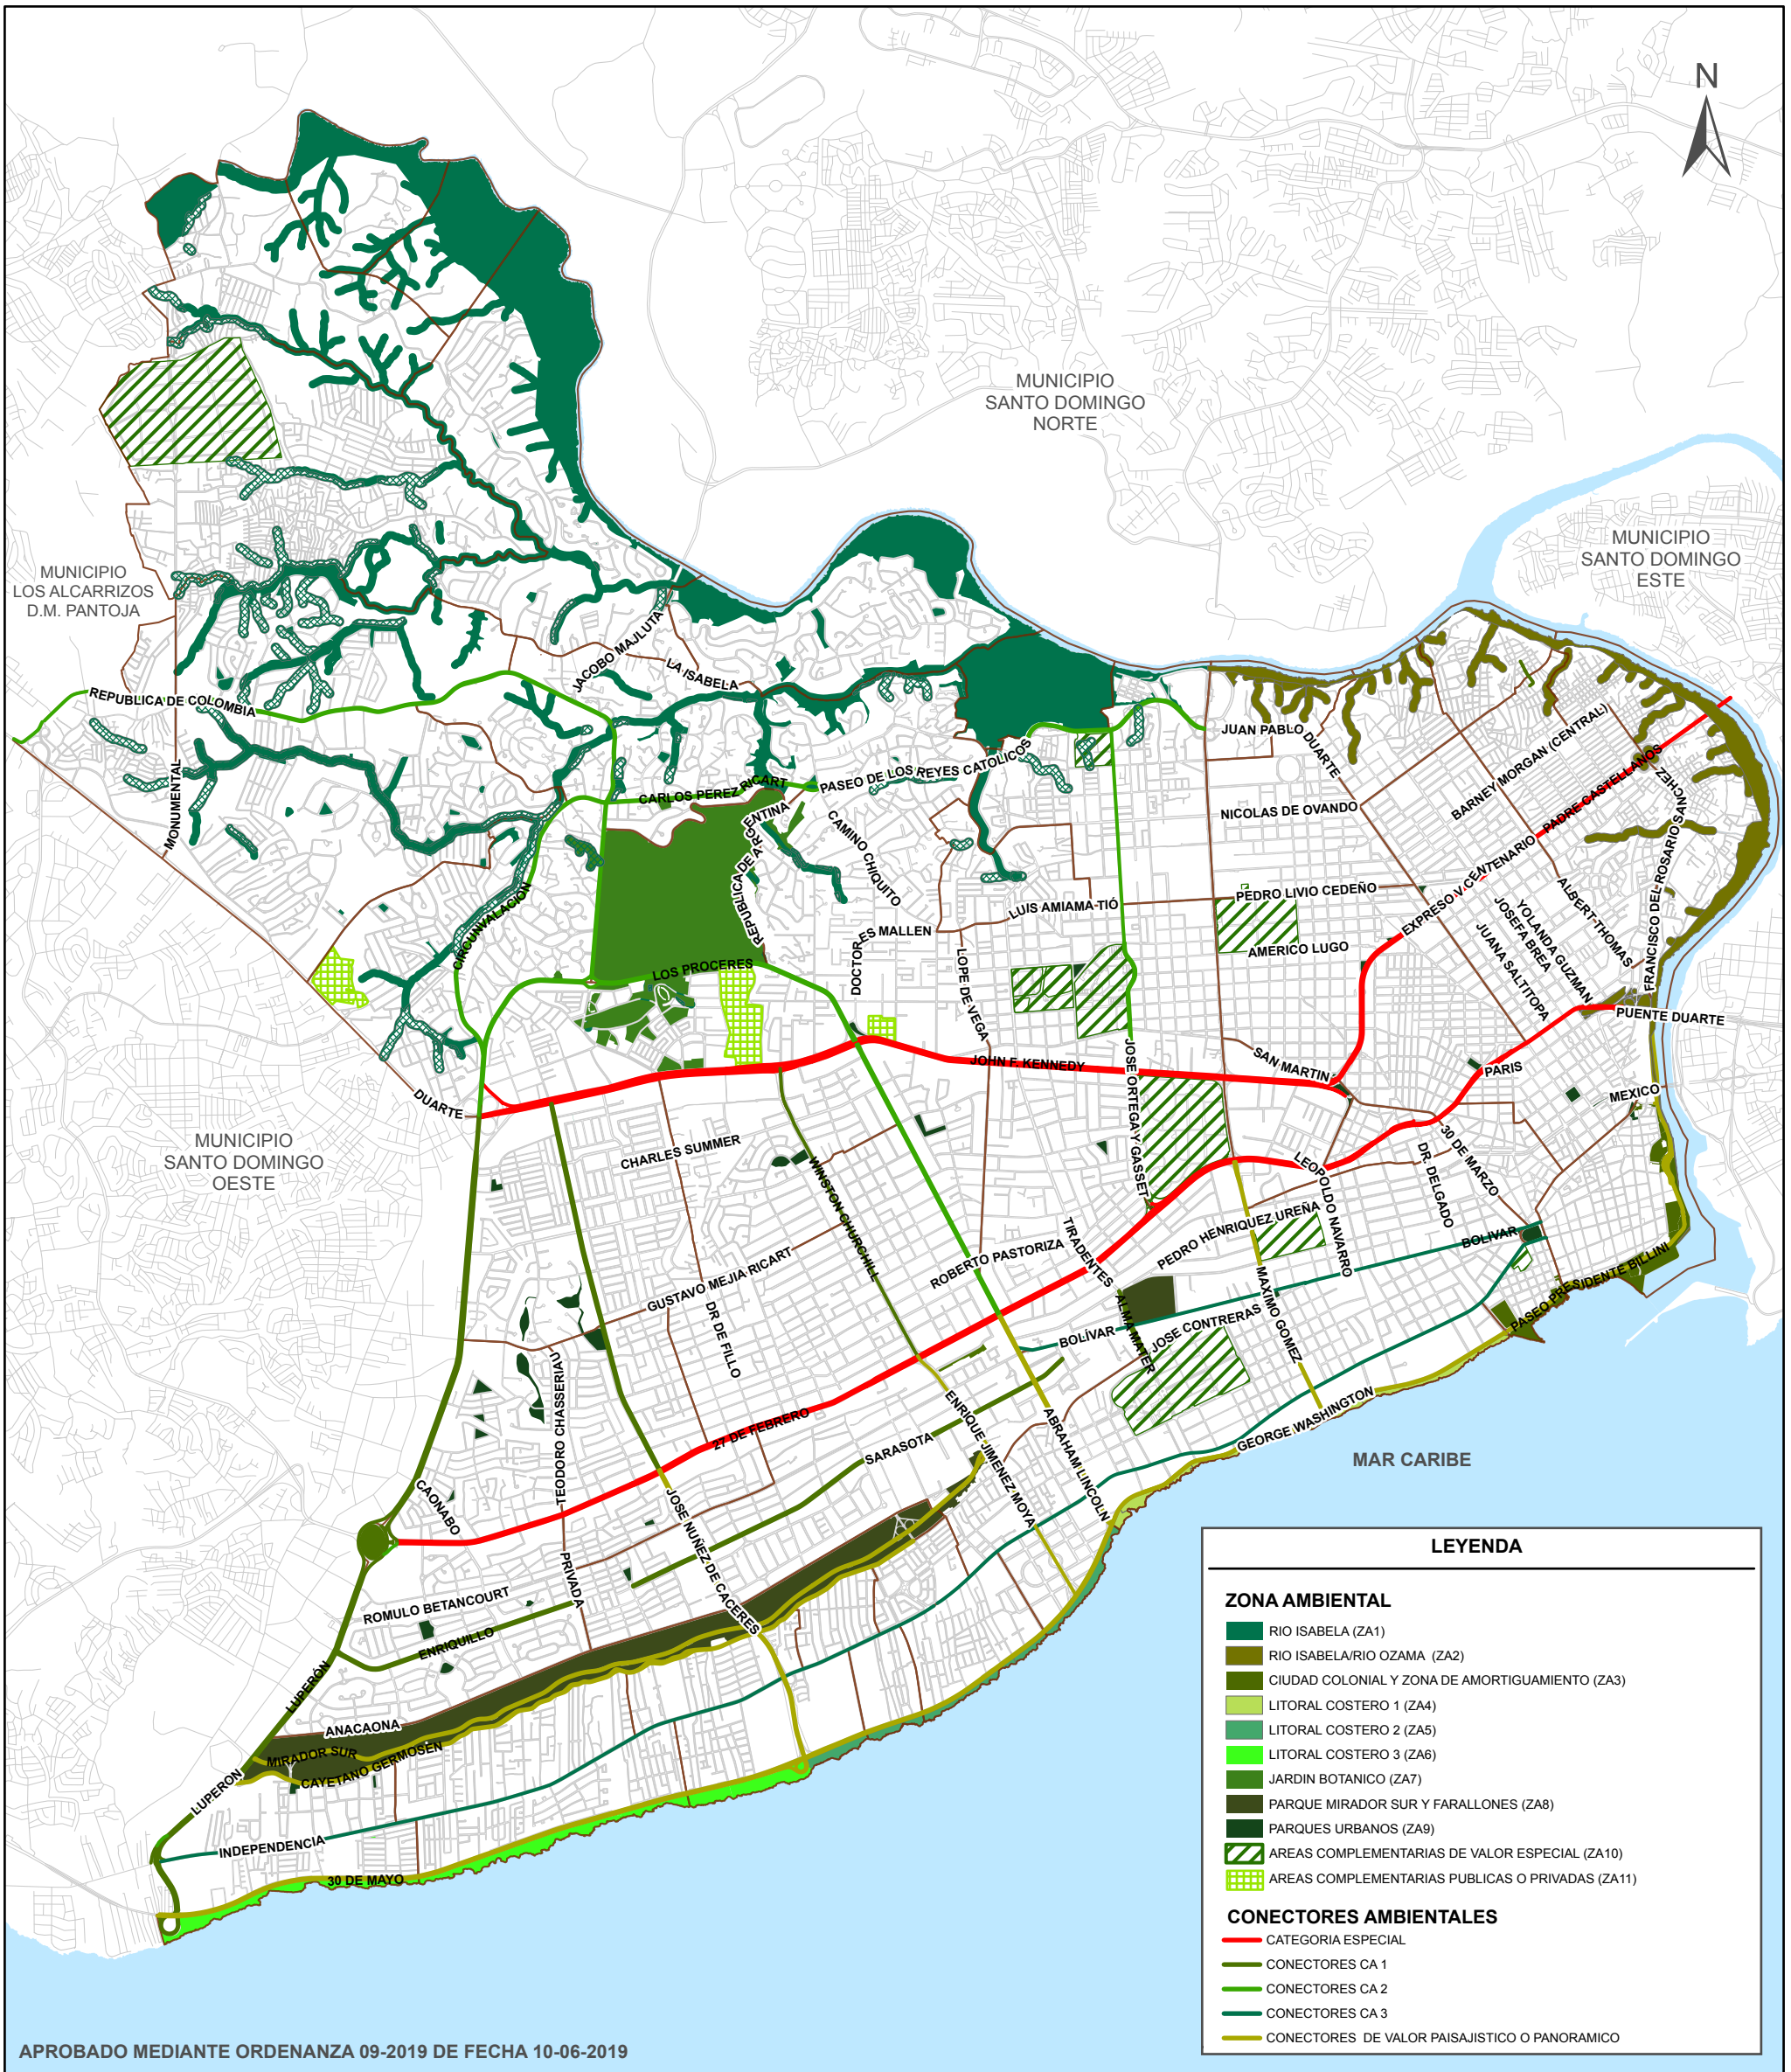 N
MUNICIPIO
SANTO DOMINGO
NORTE
MUNICIPIO
SANTO DOMINGO
ESTE
MUNICIPIO
LOS ALCARRIZOS
D.M. PANTOJA
JACOBO MAJLUTA
LA ISABELA
REPUBLICA DE COLOMBIA
MONUMENTAL
JUAN PABLO DUARTE
BARNEY MORGAN (CENTRAL)
PASEO DE LOS REYES CATOLICOS
CARLOS PEREZ RICART
REPUBLICA DE ARGENTINA
CAMINO CHIQUITO
NICOLAS DE OVANDO
EXPRESO V CENTENARIO
PADRE CASTELLANOS
FRANCISCO DEL ROSARIO SANCHEZ
CIRCUNVALACION
PEDRO LIVIO CEDEÑO
LUIS AMIAMA TIÓ
DOCTORES MALLEN
LOPE DE VEGA
AMERICO LUGO
ALBERT THOMAS
YOLANDA GUZMAN
JOSEFA BREA
JUANA SALTITOPA
LOS PROCERES
PUENTE DUARTE
JOHN F. KENNEDY
JOSE ORTEGA Y GASSET
SAN MARTIN
PARIS
MEXICO
DUARTE
MUNICIPIO
SANTO DOMINGO
OESTE
CHARLES SUMMER
WINSTON CHURCHILL
30 DE MARZO
DR. DELGADO
LEOPOLDO NAVARRO
PEDRO HENRIQUEZ UREÑA
TIRADENTES
ROBERTO PASTORIZA
BOLIVAR
GUSTAVO MEJIA RICART
DR DE FILLO
MAXIMO GOMEZ
ALMA MATER
JOSE CONTRERAS
BOLÍVAR
PASEO PRESIDENTE BILLINI
TEODORO CHASSERIAU
27 DE FEBRERO
SARASOTA
ENRIQUE JIMENEZ MOYA
ABRAHAM LINCOLN
GEORGE WASHINGTON
MAR CARIBE
CAONABO
JOSE NUÑEZ DE CACERES
PRIVADA
ROMULO BETANCOURT
ENRIQUILLO
LUPERÓN
ANACAONA
MIRADOR SUR
CAYETANO GERMOSEN
LUPERON
INDEPENDENCIA
30 DE MAYO
LEYENDA
ZONA AMBIENTAL
RIO ISABELA (ZA1)
RIO ISABELA/RIO OZAMA (ZA2)
CIUDAD COLONIAL Y ZONA DE AMORTIGUAMIENTO (ZA3)
LITORAL COSTERO 1 (ZA4)
LITORAL COSTERO 2 (ZA5)
LITORAL COSTERO 3 (ZA6)
JARDIN BOTANICO (ZA7)
PARQUE MIRADOR SUR Y FARALLONES (ZA8)
PARQUES URBANOS (ZA9)
AREAS COMPLEMENTARIAS DE VALOR ESPECIAL (ZA10)
AREAS COMPLEMENTARIAS PUBLICAS O PRIVADAS (ZA11)
CONECTORES AMBIENTALES
CATEGORIA ESPECIAL
CONECTORES CA 1
CONECTORES CA 2
CONECTORES CA 3
CONECTORES DE VALOR PAISAJISTICO O PANORAMICO
APROBADO MEDIANTE ORDENANZA 09-2019 DE FECHA 10-06-2019